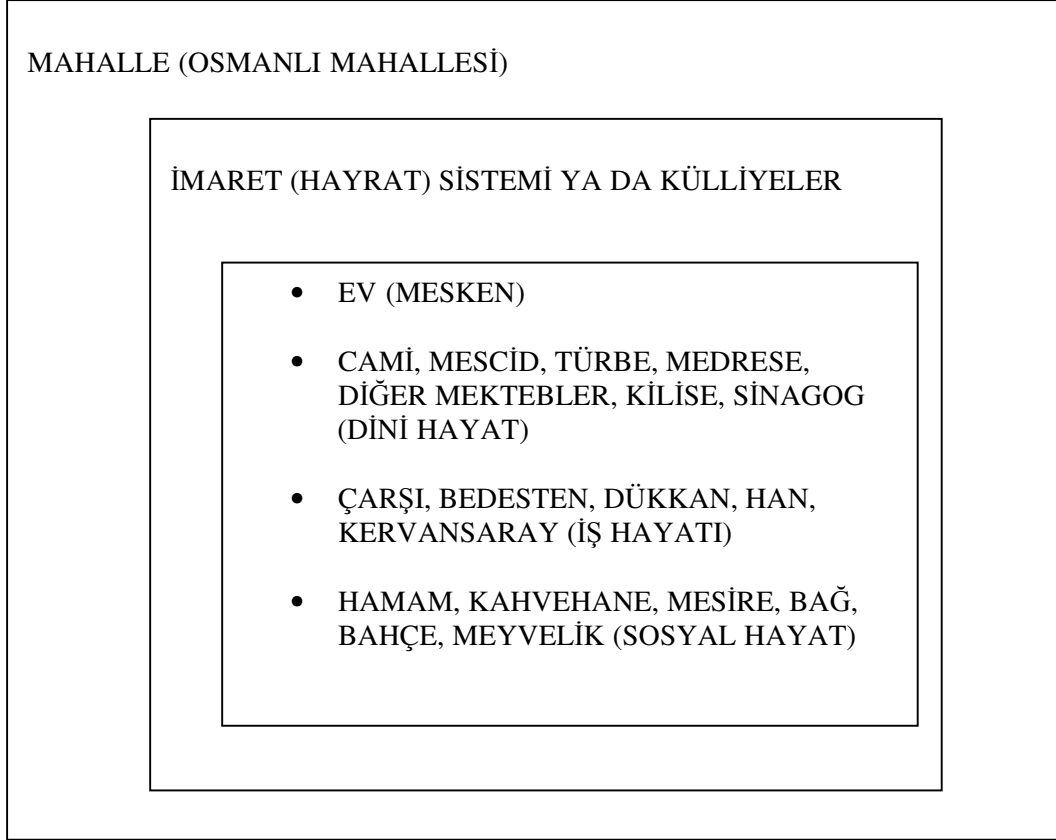 MAHALLE (OSMANLI MAHALLESİ)
İMARET (HAYRAT) SİSTEMİ YA DA KÜLLİYELER
• EV (MESKEN)
• CAMİ, MESCİD, TÜRBE, MEDRESE,
DİĞER MEKTEBLER, KİLİSE, SİNAGOG
(DİNİ HAYAT)
• ÇARŞI, BEDESTEN, DÜKKAN, HAN,
KERVANSARAY (İŞ HAYATI)
• HAMAM, KAHVEHANE, MESİRE, BAĞ,
BAHÇE, MEYVELİK (SOSYAL HAYAT)